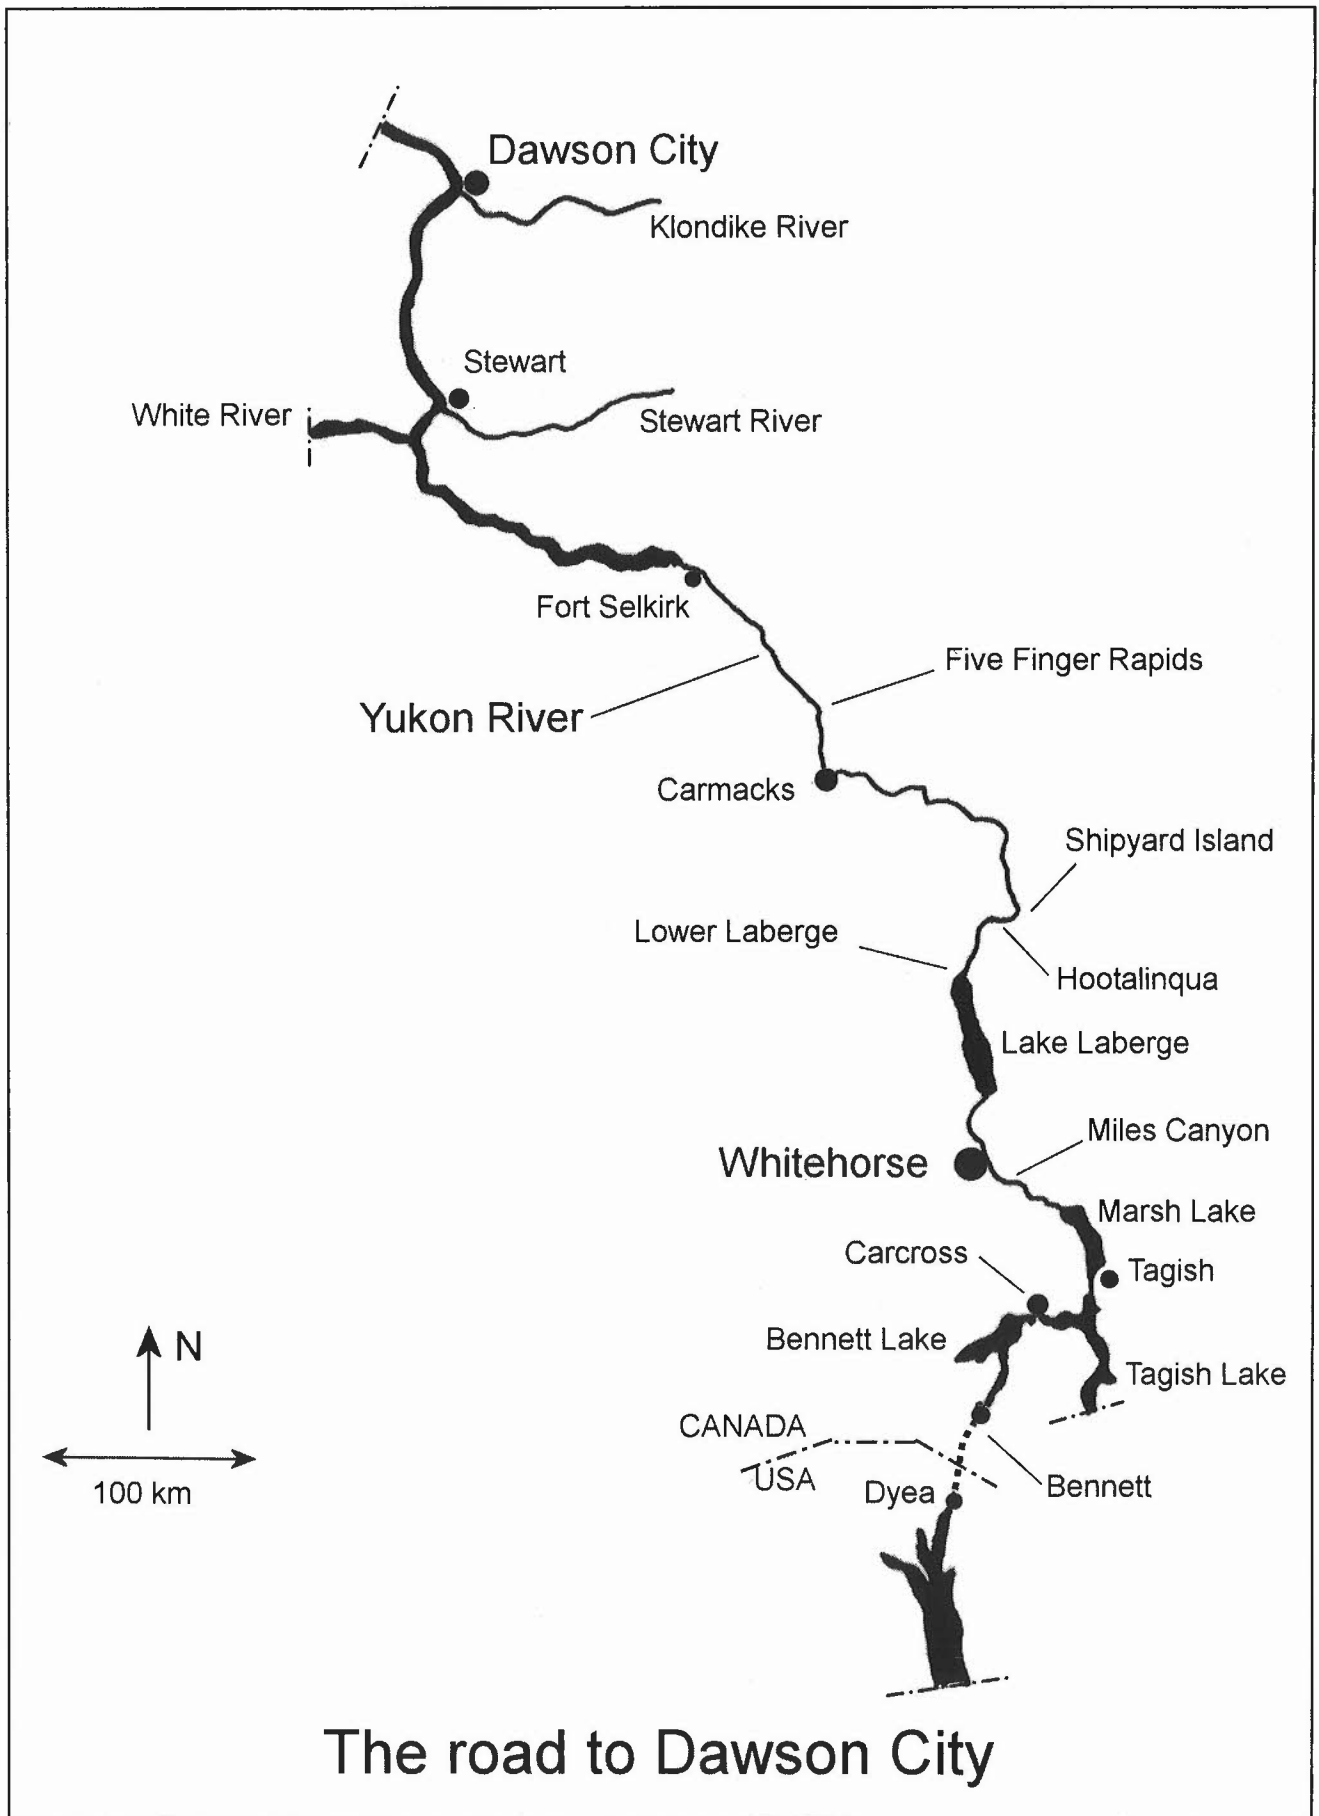 Dawson City
Klondike River
Stewart
White River
Stewart River
Fort Selkirk
Five Finger Rapids
Yukon River
Carmacks
Shipyard Island
Lower Laberge
Hootalinqua
Lake Laberge
Miles Canyon
Whitehorse
Marsh Lake
Carcross
Tagish
Bennett Lake
N
Tagish Lake
CANADA
USA
Dyea
Bennett
100 km
The road to Dawson City